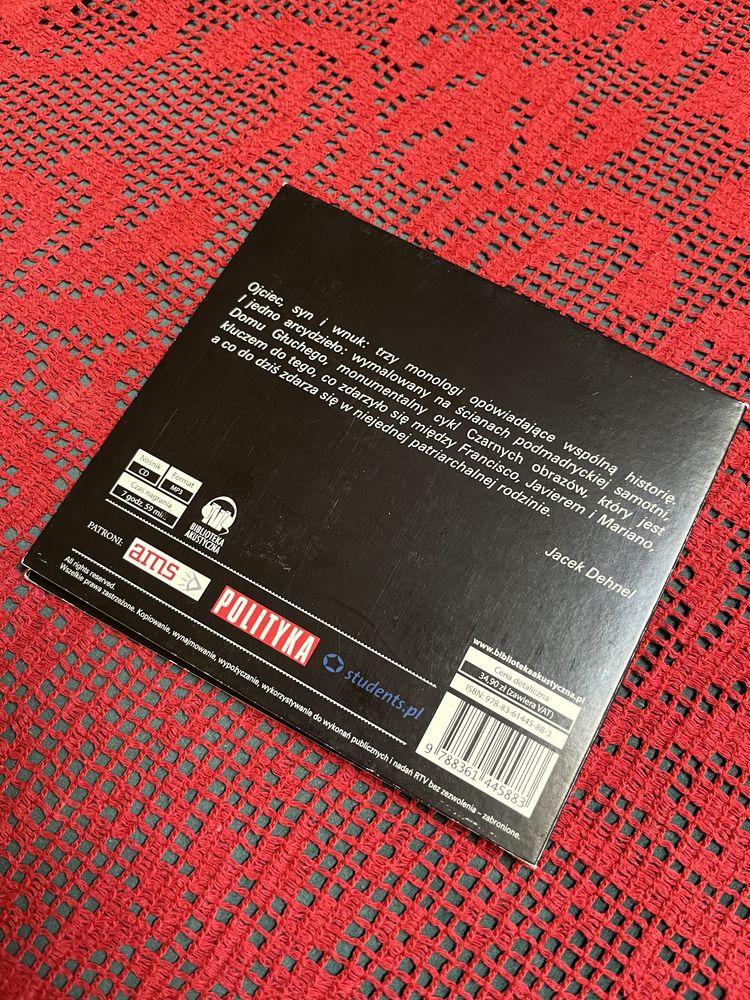 Ojciec, syn i wnuk: trzy monologi opowiadające wspólną historię.
I jedno arcydzieło: wymalowany na ścianach podmadryckiej samotni,
Domu Głuchego, monumentalny cykl Czarnych obrazów, który jest
kluczem do tego, co zdarzyło się między Francisco, Javierem i Mariano,
a co do dziś zdarza się w niejednej patriarchalnej rodzinie.
Jacek Dehnel
Nośnik Format
CD MP3
Czas nagrania
7 godz. 59 mi.
BIBLIOTEKA
AKUSTYCZNA
PATRONI:
ams
POLITYKA
students.pl
All rights reserved.
Wszelkie prawa zastrzeżone. Kopiowanie, wynajmowanie, wypożyczanie, wykorzystywanie do wykonań publicznych i nadań RTV bez zezwolenia – zabronione.
www.bibliotekaakustyczna.pl
Cena detaliczna
34,90 zł (zawiera VAT)
ISBN: 978-83-61445-88-3
9 788361 445883